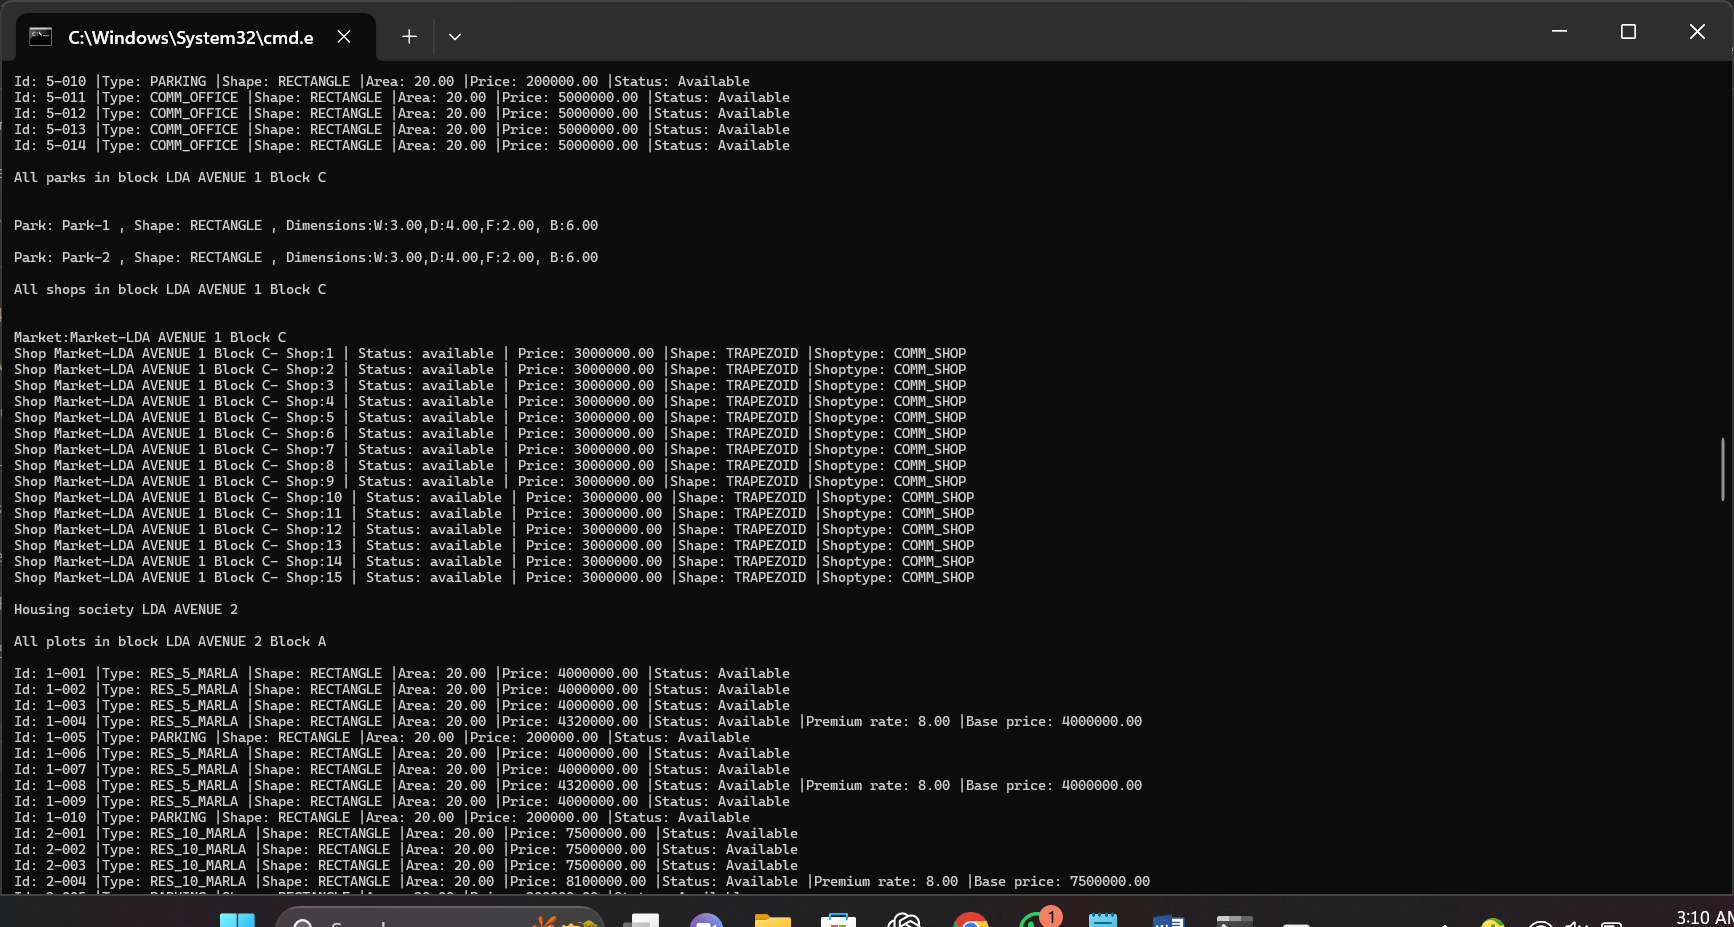 C:\Windows\System32\cmd.e
Id: 5-010 |Type: PARKING |Shape: RECTANGLE |Area: 20.00 |Price: 200000.00 |Status: Available
Id: 5-011 |Type: COMM_OFFICE |Shape: RECTANGLE |Area: 20.00 |Price: 5000000.00 |Status: Available
Id: 5-012 |Type: COMM_OFFICE |Shape: RECTANGLE |Area: 20.00 |Price: 5000000.00 |Status: Available
Id: 5-013 |Type: COMM_OFFICE |Shape: RECTANGLE |Area: 20.00 |Price: 5000000.00 |Status: Available
Id: 5-014 |Type: COMM_OFFICE |Shape: RECTANGLE |Area: 20.00 |Price: 5000000.00 |Status: Available
All parks in block LDA AVENUE 1 Block C
Park: Park-1 , Shape: RECTANGLE , Dimensions:W:3.00,D:4.00,F:2.00, B:6.00
Park: Park-2 , Shape: RECTANGLE , Dimensions:W:3.00,D:4.00,F:2.00, B:6.00
All shops in block LDA AVENUE 1 Block C
Market:Market-LDA AVENUE 1 Block C
Shop Market-LDA AVENUE 1 Block C- Shop:1 | Status: available | Price: 3000000.00 |Shape: TRAPEZOID |Shoptype: COMM_SHOP
Shop Market-LDA AVENUE 1 Block C- Shop:2 | Status: available | Price: 3000000.00 |Shape: TRAPEZOID |Shoptype: COMM_SHOP
Shop Market-LDA AVENUE 1 Block C- Shop:3 | Status: available | Price: 3000000.00 |Shape: TRAPEZOID |Shoptype: COMM_SHOP
Shop Market-LDA AVENUE 1 Block C- Shop:4 | Status: available | Price: 3000000.00 |Shape: TRAPEZOID |Shoptype: COMM_SHOP
Shop Market-LDA AVENUE 1 Block C- Shop:5 | Status: available | Price: 3000000.00 |Shape: TRAPEZOID |Shoptype: COMM_SHOP
Shop Market-LDA AVENUE 1 Block C- Shop:6 | Status: available | Price: 3000000.00 |Shape: TRAPEZOID |Shoptype: COMM_SHOP
Shop Market-LDA AVENUE 1 Block C- Shop:7 | Status: available | Price: 3000000.00 |Shape: TRAPEZOID |Shoptype: COMM_SHOP
Shop Market-LDA AVENUE 1 Block C- Shop:8 | Status: available | Price: 3000000.00 |Shape: TRAPEZOID |Shoptype: COMM_SHOP
Shop Market-LDA AVENUE 1 Block C- Shop:9 | Status: available | Price: 3000000.00 |Shape: TRAPEZOID |Shoptype: COMM_SHOP
Shop Market-LDA AVENUE 1 Block C- Shop:10 | Status: available | Price: 3000000.00 |Shape: TRAPEZOID |Shoptype: COMM_SHOP
Shop Market-LDA AVENUE 1 Block C- Shop:11 | Status: available | Price: 3000000.00 |Shape: TRAPEZOID |Shoptype: COMM_SHOP
Shop Market-LDA AVENUE 1 Block C- Shop:12 | Status: available | Price: 3000000.00 |Shape: TRAPEZOID |Shoptype: COMM_SHOP
Shop Market-LDA AVENUE 1 Block C- Shop:13 | Status: available | Price: 3000000.00 |Shape: TRAPEZOID |Shoptype: COMM_SHOP
Shop Market-LDA AVENUE 1 Block C- Shop:14 | Status: available | Price: 3000000.00 |Shape: TRAPEZOID |Shoptype: COMM_SHOP
Shop Market-LDA AVENUE 1 Block C- Shop:15 | Status: available | Price: 3000000.00 |Shape: TRAPEZOID |Shoptype: COMM_SHOP
Housing society LDA AVENUE 2
All plots in block LDA AVENUE 2 Block A
Id: 1-001 |Type: RES_5_MARLA |Shape: RECTANGLE |Area: 20.00 |Price: 4000000.00 |Status: Available
Id: 1-002 |Type: RES_5_MARLA |Shape: RECTANGLE |Area: 20.00 |Price: 4000000.00 |Status: Available
Id: 1-003 |Type: RES_5_MARLA |Shape: RECTANGLE |Area: 20.00 |Price: 4000000.00 |Status: Available
Id: 1-004 |Type: RES_5_MARLA |Shape: RECTANGLE |Area: 20.00 |Price: 4320000.00 |Status: Available |Premium rate: 8.00 |Base price: 4000000.00
Id: 1-005 |Type: PARKING |Shape: RECTANGLE |Area: 20.00 |Price: 200000.00 |Status: Available
Id: 1-006 |Type: RES_5_MARLA |Shape: RECTANGLE |Area: 20.00 |Price: 4000000.00 |Status: Available
Id: 1-007 |Type: RES_5_MARLA |Shape: RECTANGLE |Area: 20.00 |Price: 4000000.00 |Status: Available
Id: 1-008 |Type: RES_5_MARLA |Shape: RECTANGLE |Area: 20.00 |Price: 4320000.00 |Status: Available |Premium rate: 8.00 |Base price: 4000000.00
Id: 1-009 |Type: RES_5_MARLA |Shape: RECTANGLE |Area: 20.00 |Price: 4000000.00 |Status: Available
Id: 1-010 |Type: PARKING |Shape: RECTANGLE |Area: 20.00 |Price: 200000.00 |Status: Available
Id: 2-001 |Type: RES_10_MARLA |Shape: RECTANGLE |Area: 20.00 |Price: 7500000.00 |Status: Available
Id: 2-002 |Type: RES_10_MARLA |Shape: RECTANGLE |Area: 20.00 |Price: 7500000.00 |Status: Available
Id: 2-003 |Type: RES_10_MARLA |Shape: RECTANGLE |Area: 20.00 |Price: 7500000.00 |Status: Available
Id: 2-004 |Type: RES_10_MARLA |Shape: RECTANGLE |Area: 20.00 |Price: 8100000.00 |Status: Available |Premium rate: 8.00 |Base price: 7500000.00
1
3:10 AM